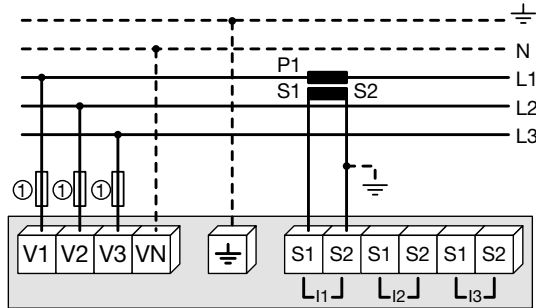 N
P1 L1
S1 S2
L2
L3
① ① ①
V1 V2 V3 VN S1 S2 S1 S2 S1 S2
I1 I2 I3